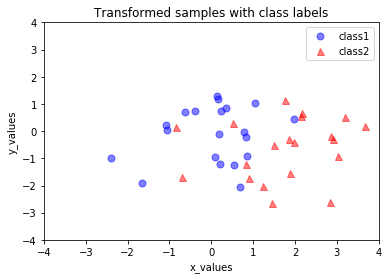 Transformed samples with class labels
class1
class2
y_values
4
3
2
1
0
−1
−2
−3
−4
−4 −3 −2 −1 0 1 2 3 4
x_values